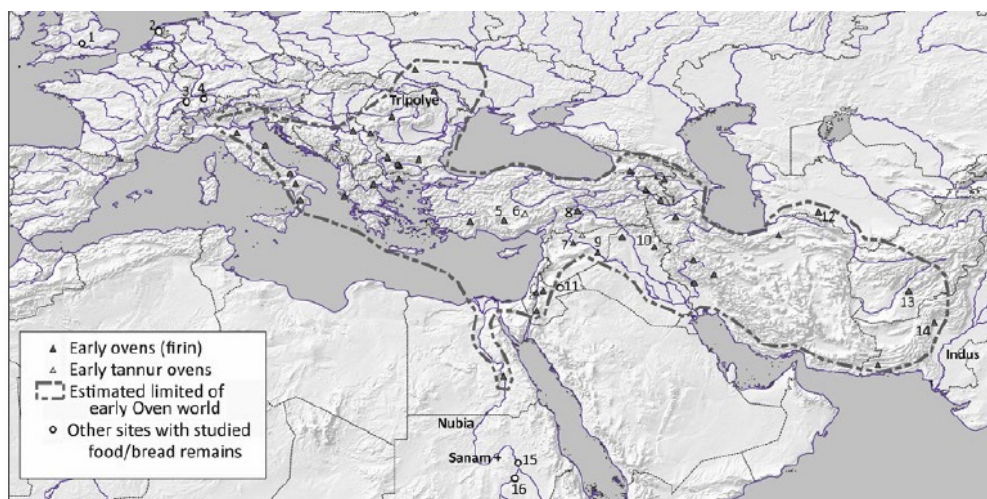 1
2
3 4
Tripolye
5 6
8
7
9
10
11
12
13
14
Indus
Early ovens (firin)
Early tannur ovens
Estimated limited of
early Oven world
Other sites with studied
food/bread remains
Nubia
Sanam +
15
16